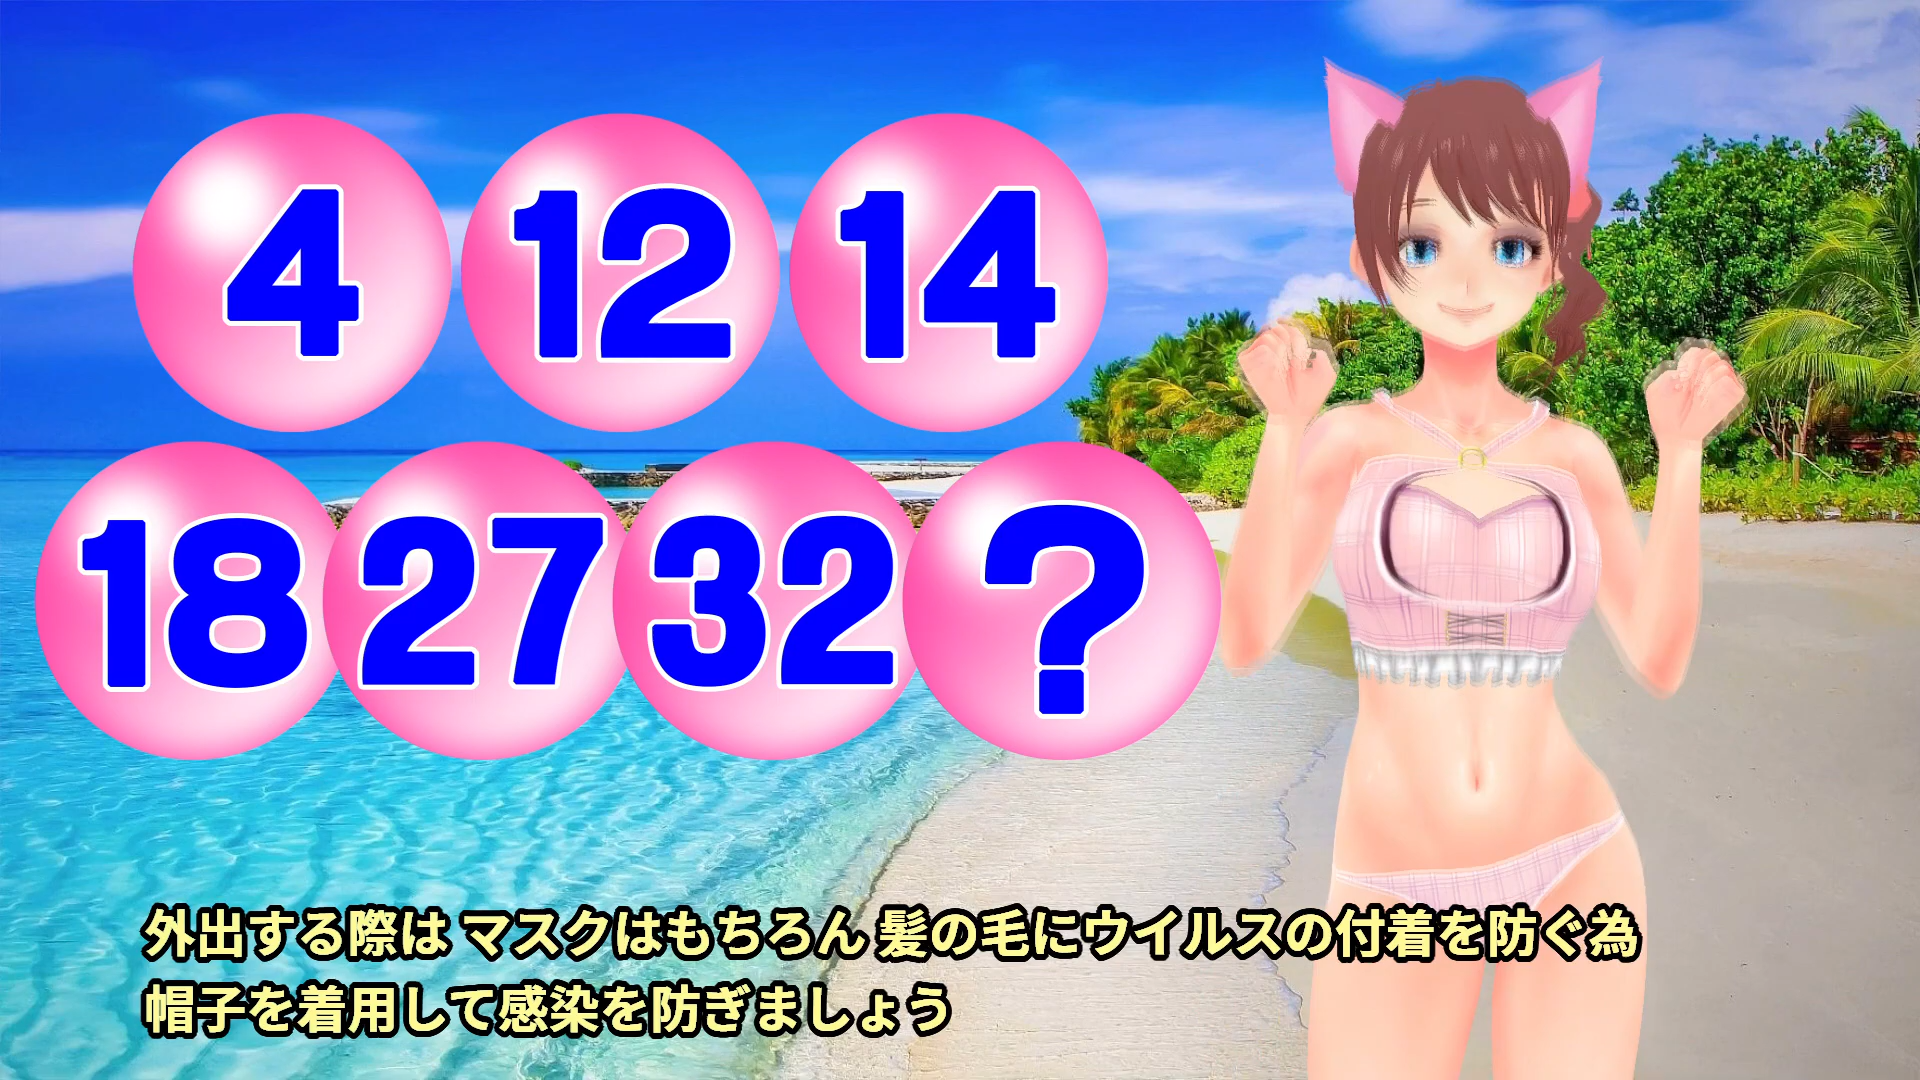 4 12 14
18 27 32 ?
外出する際は マスクはもちろん 髪の毛にウイルスの付着を防ぐ為
帽子を着用して感染を防ぎましょう